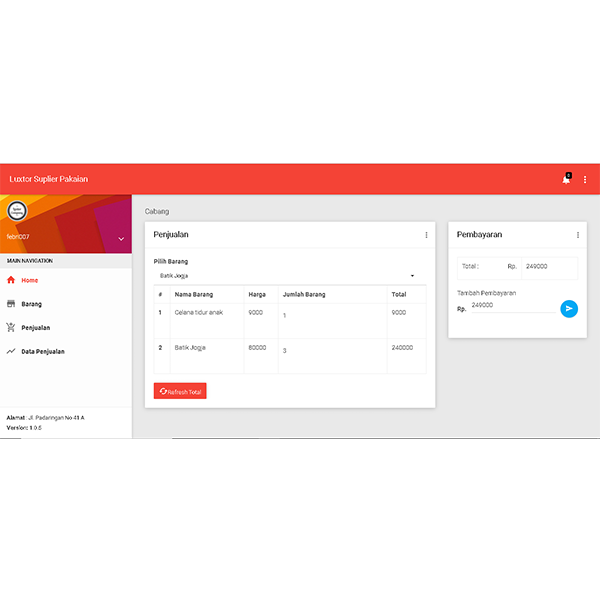 Luxtor Suplier Pakaian
febri007
MAIN NAVIGATION
Home
Barang
Penjualan
Data Penjualan
Alamat: Jl. Padaringan No 41 A
Version: 1.0.5
Cabang
Penjualan
Pilih Barang
Batik Jogja
# Nama Barang Harga Jumlah Barang Total
1 Celana tidur anak 9000 1 9000
2 Batik Jogja 80000 3 240000
Refresh Total
Pembayaran
Total : Rp. 249000
Tambah Pembayaran
Rp. 249000